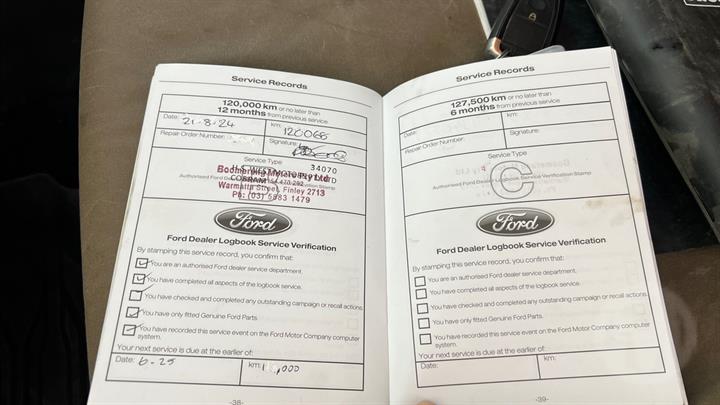 Service Records
120,000 km or no later than
12 months from previous service
Date: 21-8-24
km: 120066
Repair Order Number:
Signature:
Service Type
34070
Authorised Ford Dealer
Verification Stamp
Warmatta Street, Finley 2713
Ph: (03) 5883 1479
Ford
Ford Dealer Logbook Service Verification
By stamping this service record, you confirm that:
You are an authorised Ford dealer service department.
You have completed all aspects of the logbook service.
You have checked and completed any outstanding campaign or recall actions.
You have only fitted Genuine Ford Parts.
You have recorded this service event on the Ford Motor Company computer
system.
Your next service is due at the earlier of:
Date: 6-25
km:
-38-
Service Records
127,500 km or no later than
6 months from previous service
Date:
km:
Repair Order Number:
Signature:
Service Type
C
Authorised Ford Dealer Logbook Service Verification Stamp
Ford
Ford Dealer Logbook Service Verification
By stamping this service record, you confirm that:
You are an authorised Ford dealer service department.
You have completed all aspects of the logbook service.
You have checked and completed any outstanding campaign or recall actions.
You have only fitted Genuine Ford Parts.
You have recorded this service event on the Ford Motor Company computer
system.
Your next service is due at the earlier of:
Date:
km:
-39-